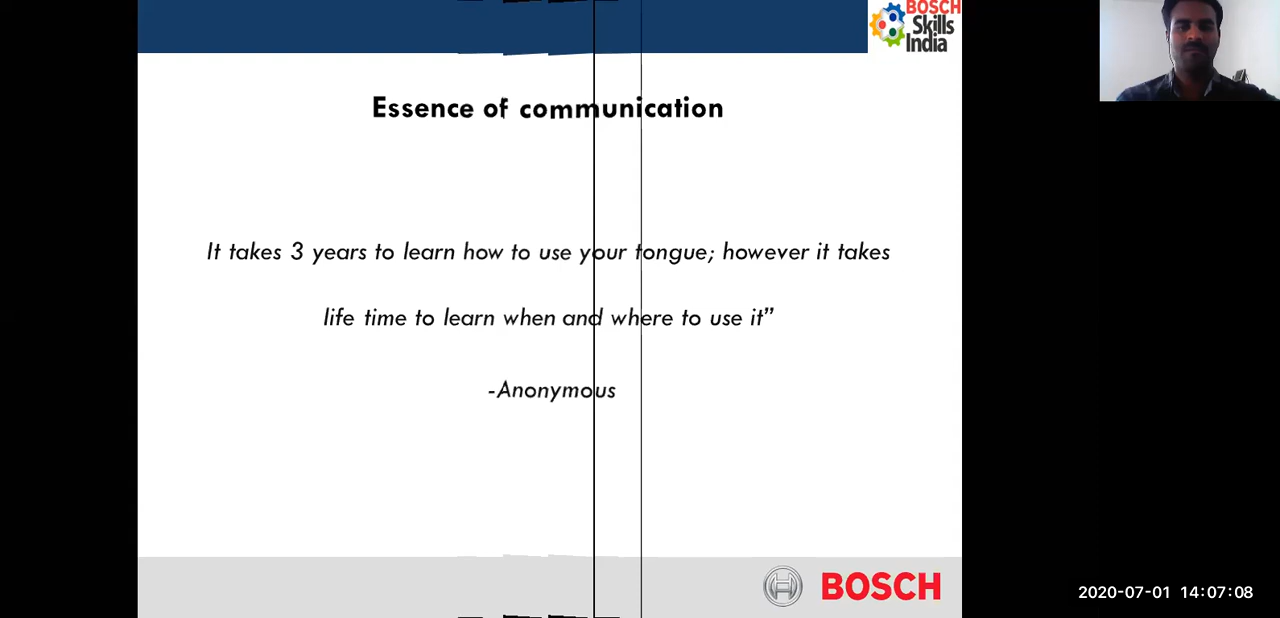 BOSCH
Skills
India
Essence of communication
It takes 3 years to learn how to use your tongue; however it takes
life time to learn when and where to use it”
-Anonymous
BOSCH
2020-07-01 14:07:08